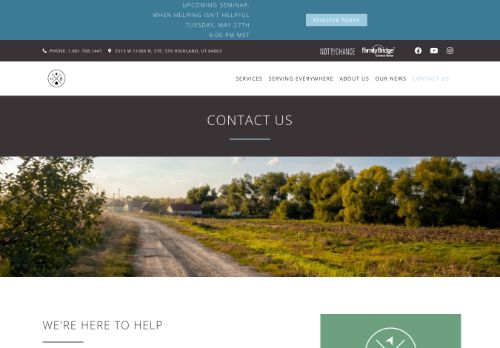 UPCOMING SEMINAR:
WHEN HELPING ISN'T HELPFUL
TUESDAY, MAY 27TH
6:00 PM MST
REGISTER TODAY
PHONE: 1.801.768.1441
5513 W 11000 N, STE. 316 HIGHLAND, UT 84003
NOT BY CHANCE
FamilyBridge
SERVICES
SERVING EVERYWHERE
ABOUT US
OUR NEWS
CONTACT US
CONTACT US
WE'RE HERE TO HELP